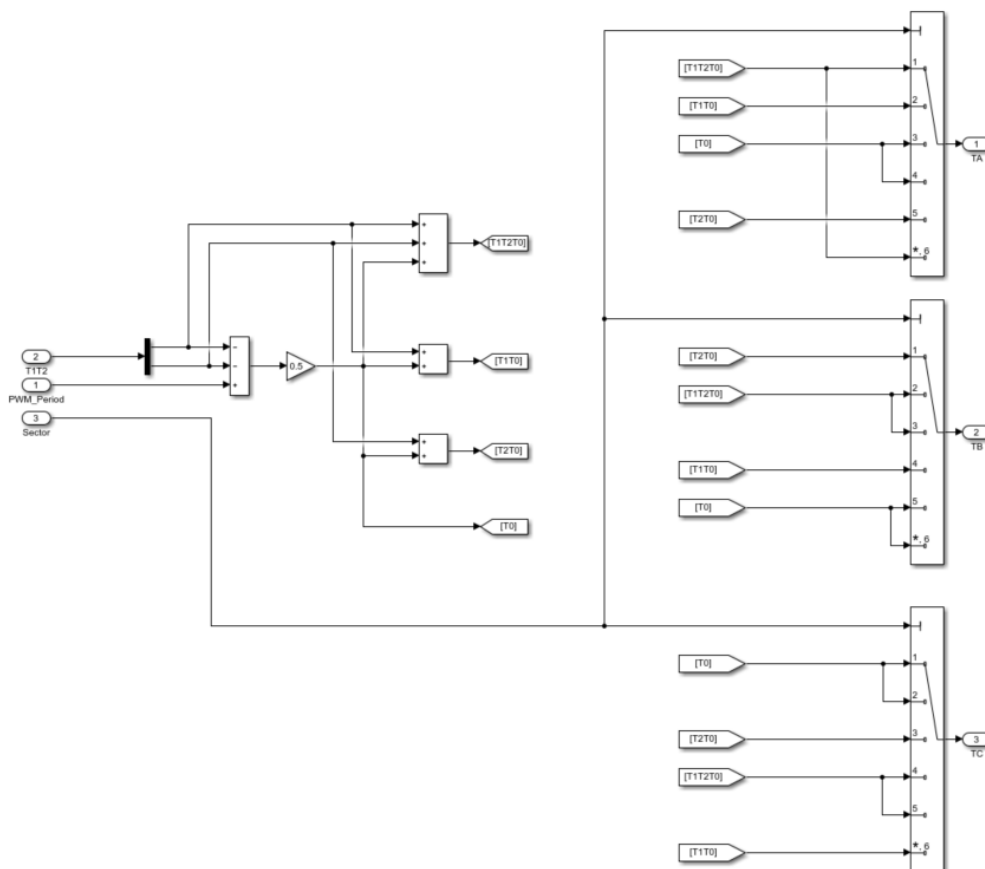 [T1T2T0]
[T1T0]
[T0]
[T2T0]
1
2
3
4
5
*, 6
1
TA
+
+
+
[T1T2T0]
2
T1T2
1
PWM_Period
3
Sector
−
−
+
0.5
+
+
[T1T0]
+
+
[T2T0]
[T0]
[T2T0]
[T1T2T0]
[T1T0]
[T0]
1
2
3
4
5
*, 6
2
TB
[T0]
[T2T0]
[T1T2T0]
[T1T0]
1
2
3
4
5
*, 6
3
TC